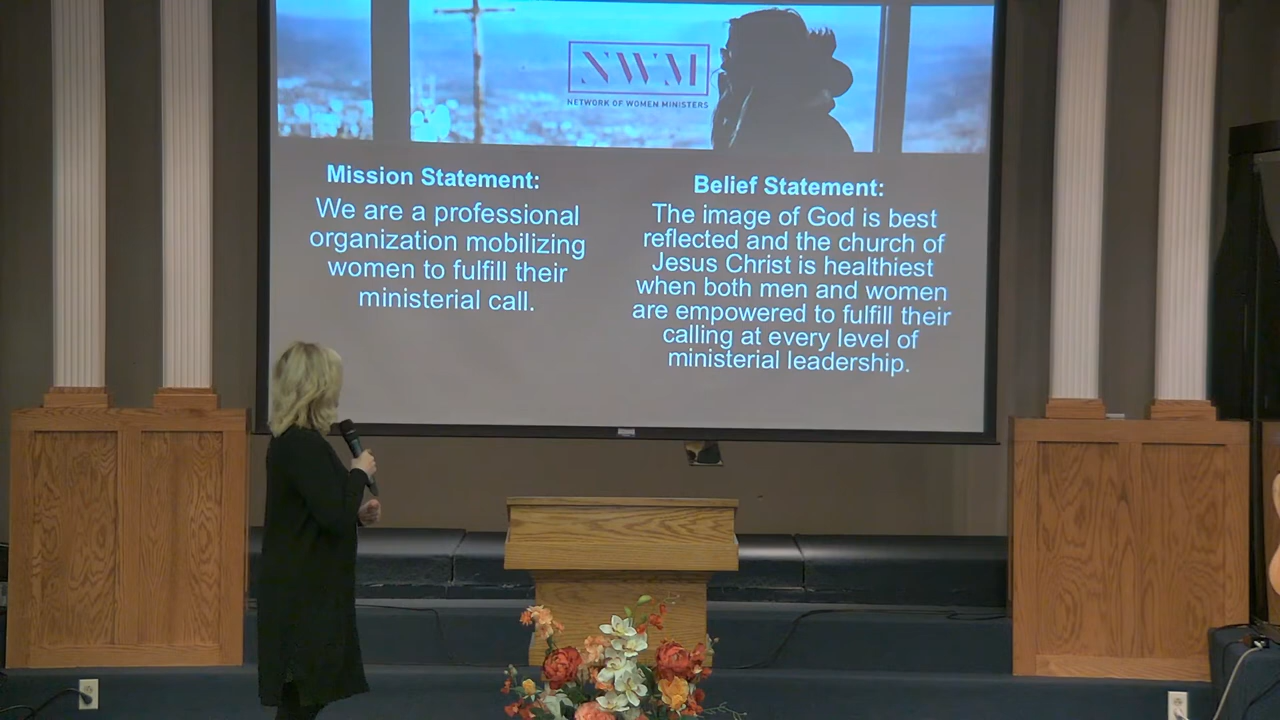 NWM
NETWORK OF WOMEN MINISTERS
Mission Statement:
We are a professional
organization mobilizing
women to fulfill their
ministerial call.
Belief Statement:
The image of God is best
reflected and the church of
Jesus Christ is healthiest
when both men and women
are empowered to fulfill their
calling at every level of
ministerial leadership.